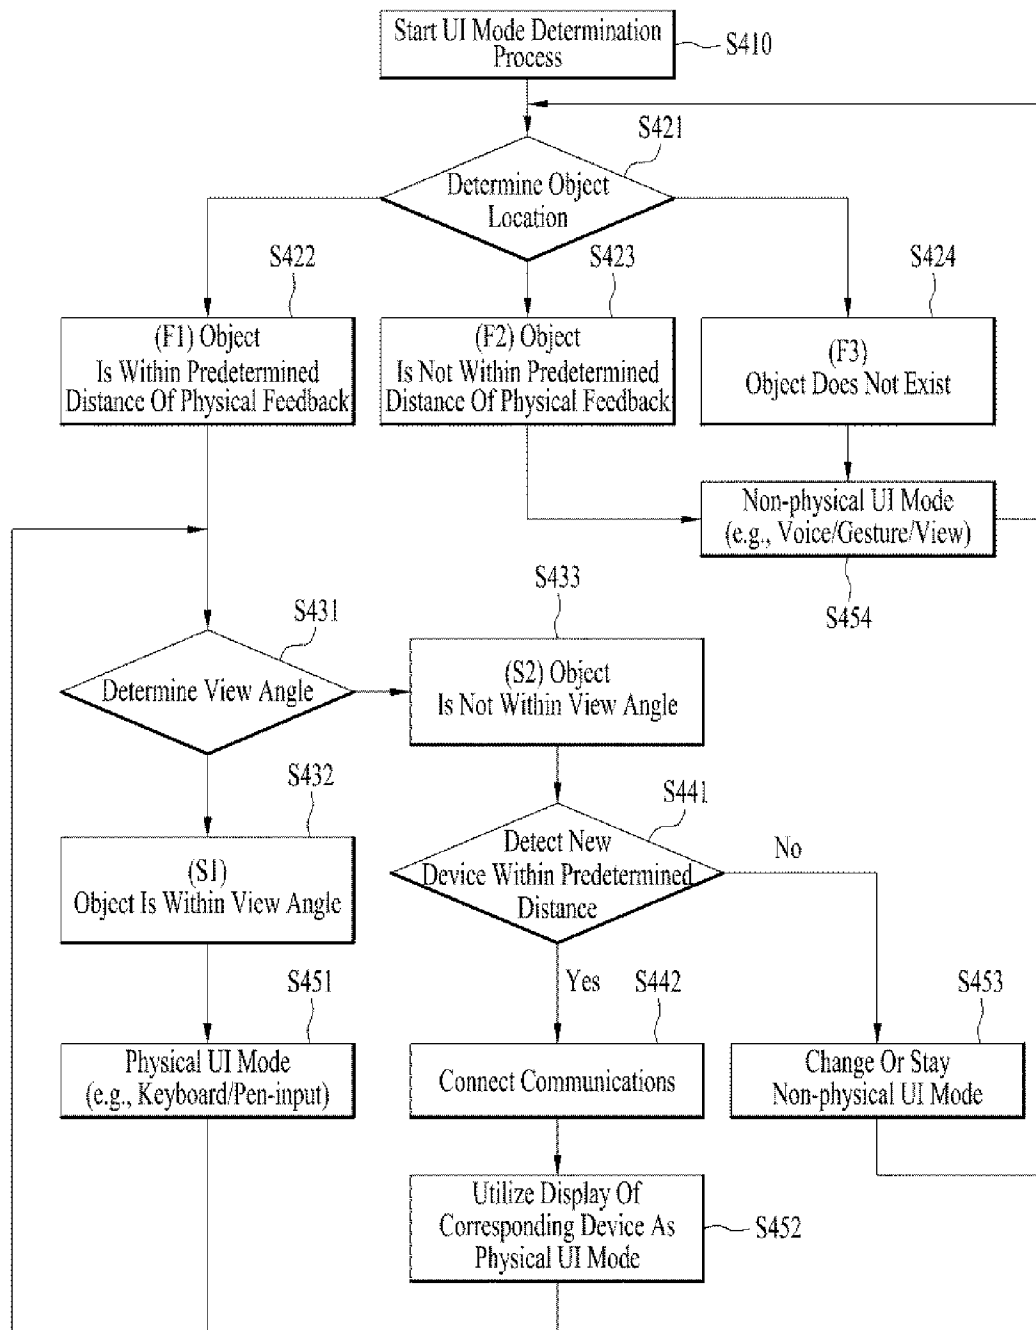 Start UI Mode Determination
Process
S410
S421
Determine Object
Location
S422
S423
S424
(F1) Object
Is Within Predetermined
Distance Of Physical Feedback
(F2) Object
Is Not Within Predetermined
Distance Of Physical Feedback
(F3)
Object Does Not Exist
Non-physical UI Mode
(e.g., Voice/Gesture/View)
S454
S433
S431
Determine View Angle
(S2) Object
Is Not Within View Angle
S432
S441
(S1)
Object Is Within View Angle
Detect New
Device Within Predetermined
Distance
No
Yes
S451
S442
S453
Physical UI Mode
(e.g., Keyboard/Pen-input)
Connect Communications
Change Or Stay
Non-physical UI Mode
Utilize Display Of
Corresponding Device As
Physical UI Mode
S452